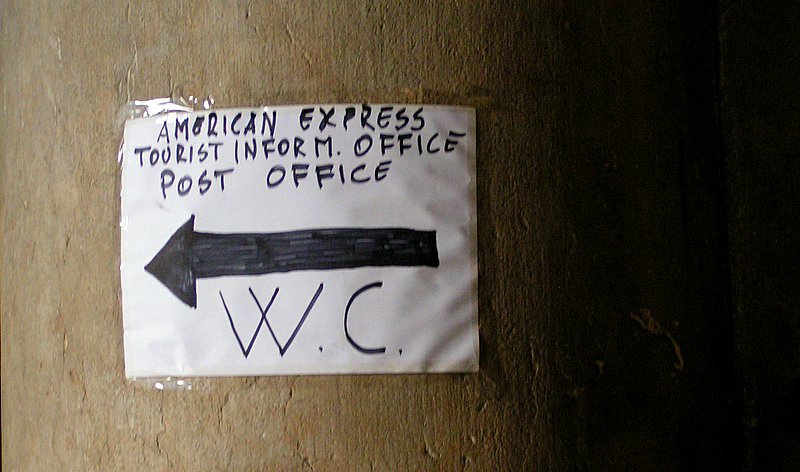 AMERICAN EXPRESS
TOURIST INFORM. OFFICE
POST OFFICE
W.C.